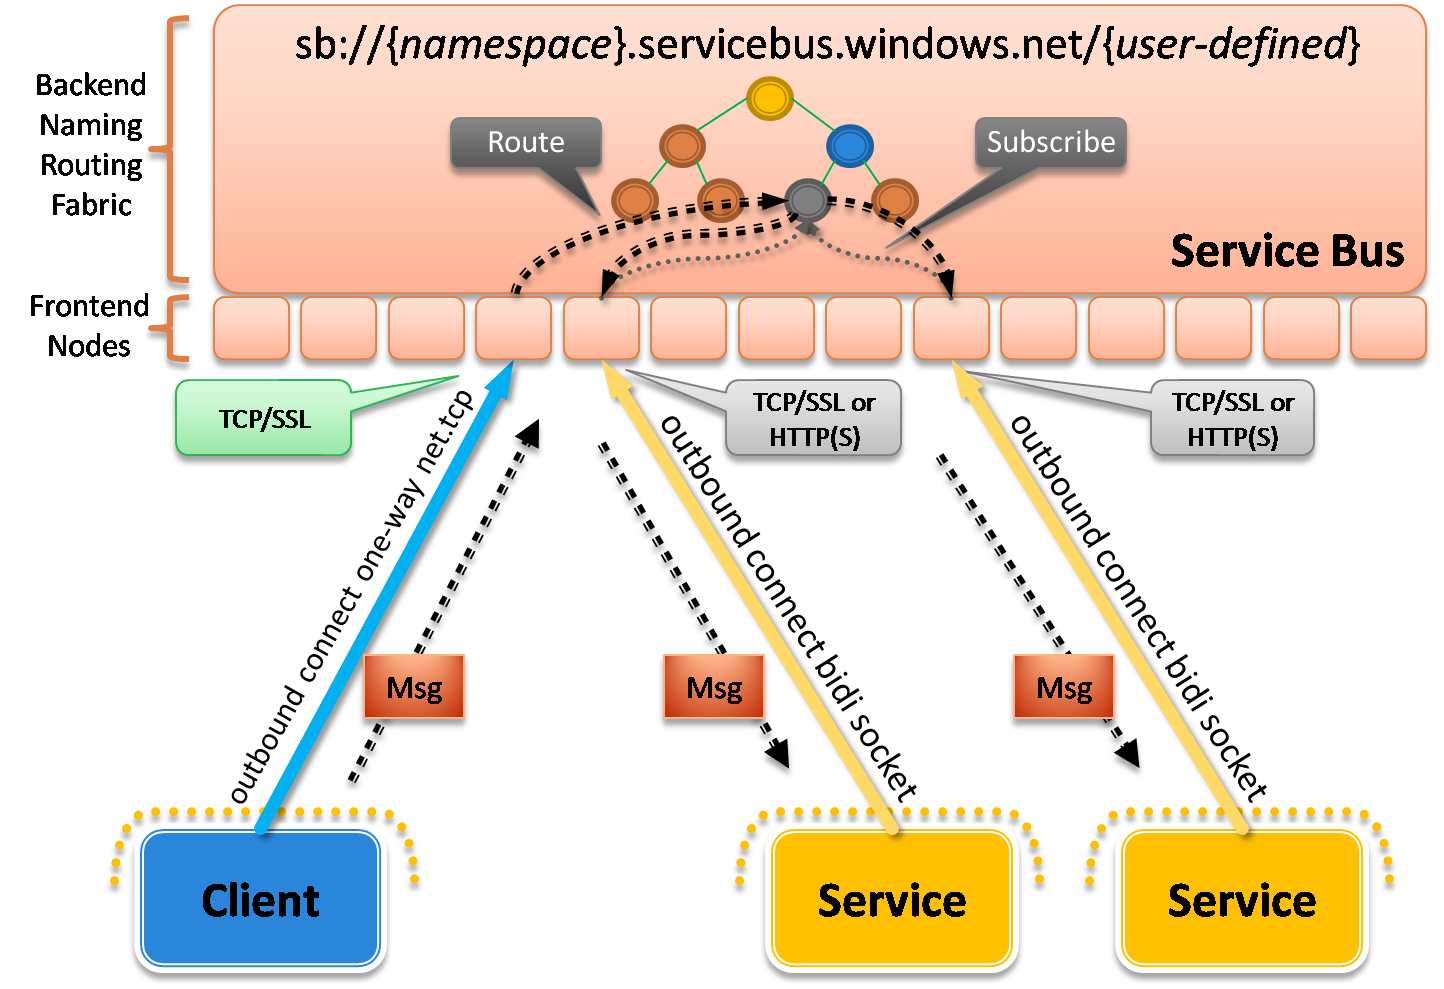 sb://{namespace}.servicebus.windows.net/{user-defined}
Backend
Naming
Routing
Fabric
Route
Subscribe
Service Bus
Frontend
Nodes
TCP/SSL
TCP/SSL or
HTTP(S)
TCP/SSL or
HTTP(S)
outbound connect one-way net.tcp
outbound connect bidi socket
outbound connect bidi socket
Msg
Msg
Msg
Client
Service
Service